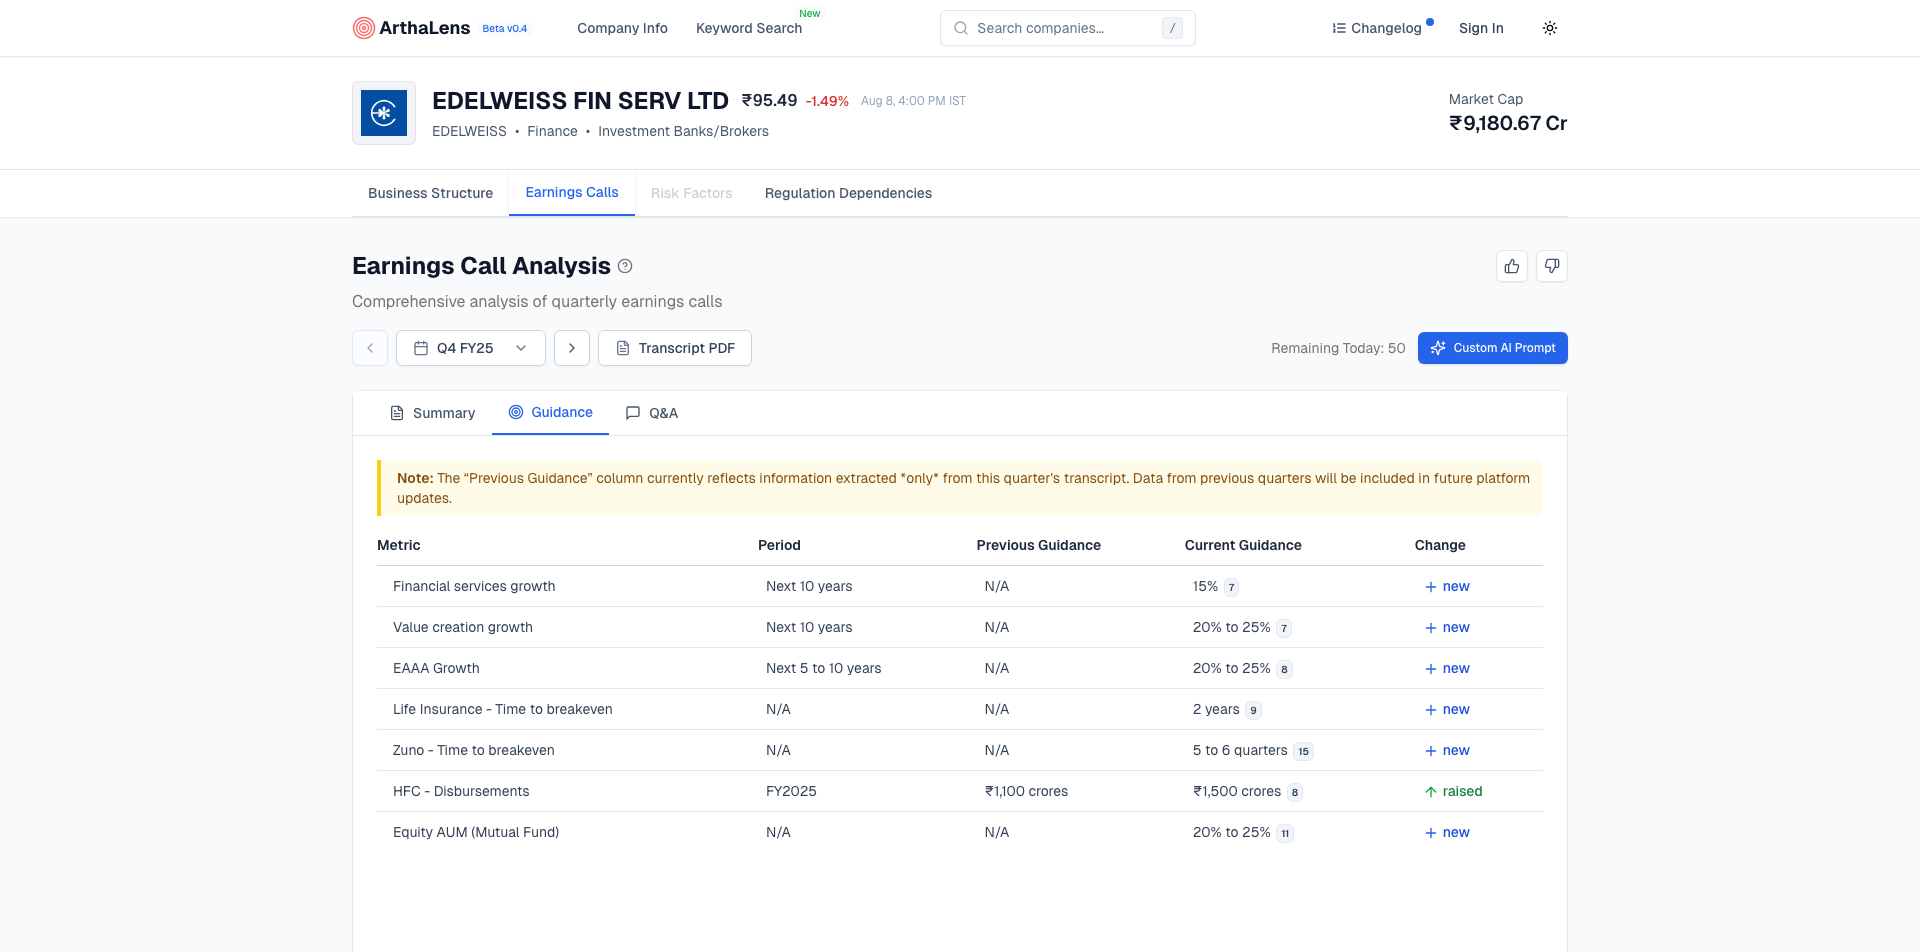 ArthaLens Beta v0.4 Company Info Keyword Search New Search companies... / Changelog Sign In
EDELWEISS FIN SERV LTD ₹95.49 -1.49% Aug 8, 4:00 PM IST
EDELWEISS • Finance • Investment Banks/Brokers
Market Cap
₹9,180.67 Cr
Business Structure Earnings Calls Risk Factors Regulation Dependencies
Earnings Call Analysis
Comprehensive analysis of quarterly earnings calls
Q4 FY25 Transcript PDF Remaining Today: 50 Custom AI Prompt
Summary Guidance Q&A
Note: The “Previous Guidance” column currently reflects information extracted *only* from this quarter's transcript. Data from previous quarters will be included in future platform
updates.
Metric Period Previous Guidance Current Guidance Change
Financial services growth Next 10 years N/A 15% 7 + new
Value creation growth Next 10 years N/A 20% to 25% 7 + new
EAAA Growth Next 5 to 10 years N/A 20% to 25% 8 + new
Life Insurance - Time to breakeven N/A N/A 2 years 9 + new
Zuno - Time to breakeven N/A N/A 5 to 6 quarters 15 + new
HFC - Disbursements FY2025 ₹1,100 crores ₹1,500 crores 8 ↑ raised
Equity AUM (Mutual Fund) N/A N/A 20% to 25% 11 + new